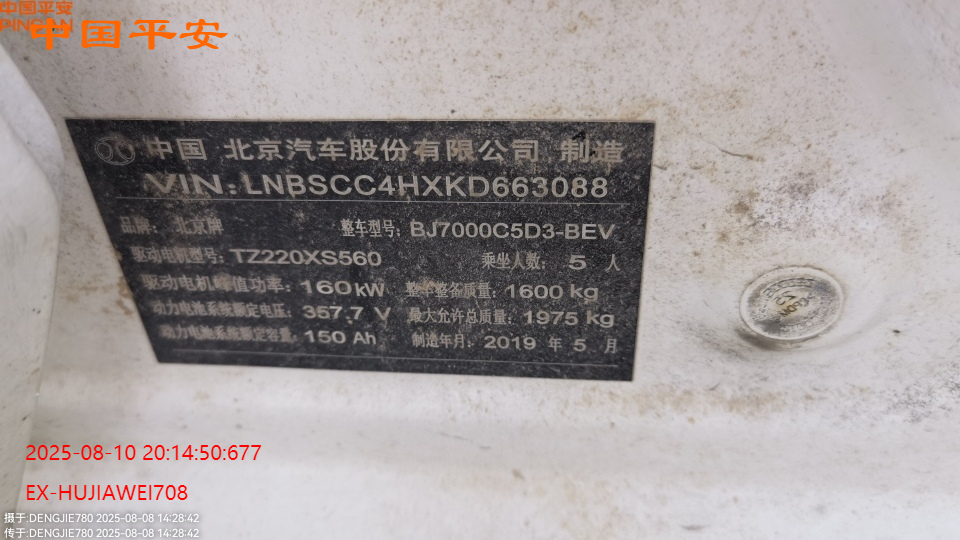 中国平安
PINGAN
中国平安
中国 北京汽车股份有限公司 制造
VIN: LNBSCC4HXKD663088
品牌: 北京牌 整车型号: BJ7000C5D3-BEV
驱动电机型号: TZ220XS560 乘坐人数: 5 人
驱动电机峰值功率: 160kW 整车整备质量: 1600 kg
动力电池系统额定电压: 357.7 V 最大允许总质量: 1975 kg
动力电池系统额定容量: 150 Ah 制造年月: 2019 年 5 月
2025-08-10 20:14:50:677
EX-HUJIAWEI708
摄于:DENGJIE780 2025-08-08 14:28:42
传于:DENGJIE780 2025-08-08 14:28:42